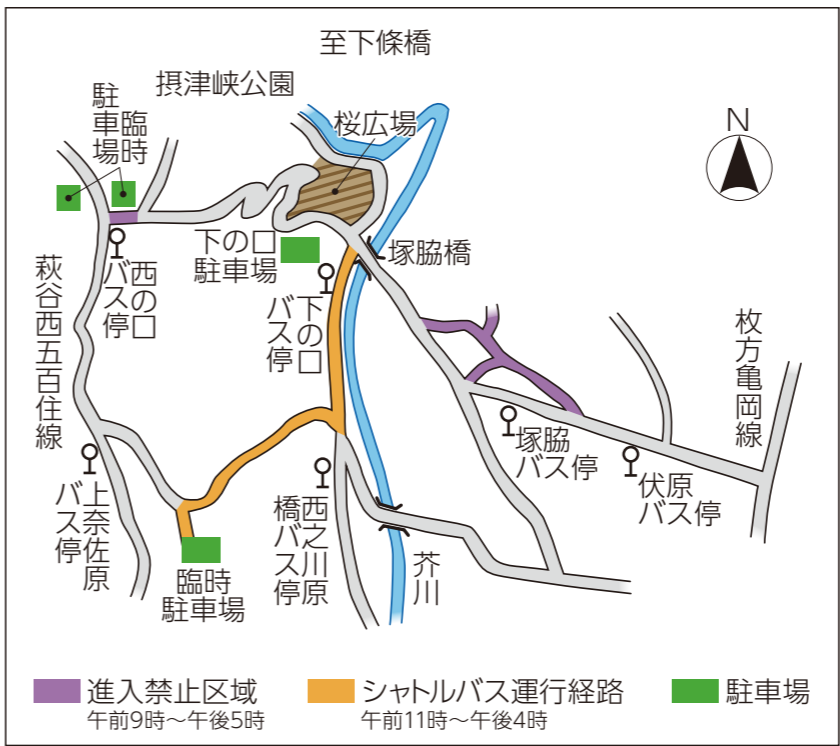 至下條橋
摂津峡公園
臨時
駐車場
桜広場
N
下の口
駐車場
塚脇橋
西の口
バス停
下の口
バス停
萩谷西五百住線
枚方亀岡線
塚脇
バス停
伏原
バス停
上奈佐原
バス停
西之川原
橋バス停
芥川
臨時
駐車場
進入禁止区域
午前9時〜午後5時
シャトルバス運行経路
午前11時〜午後4時
駐車場